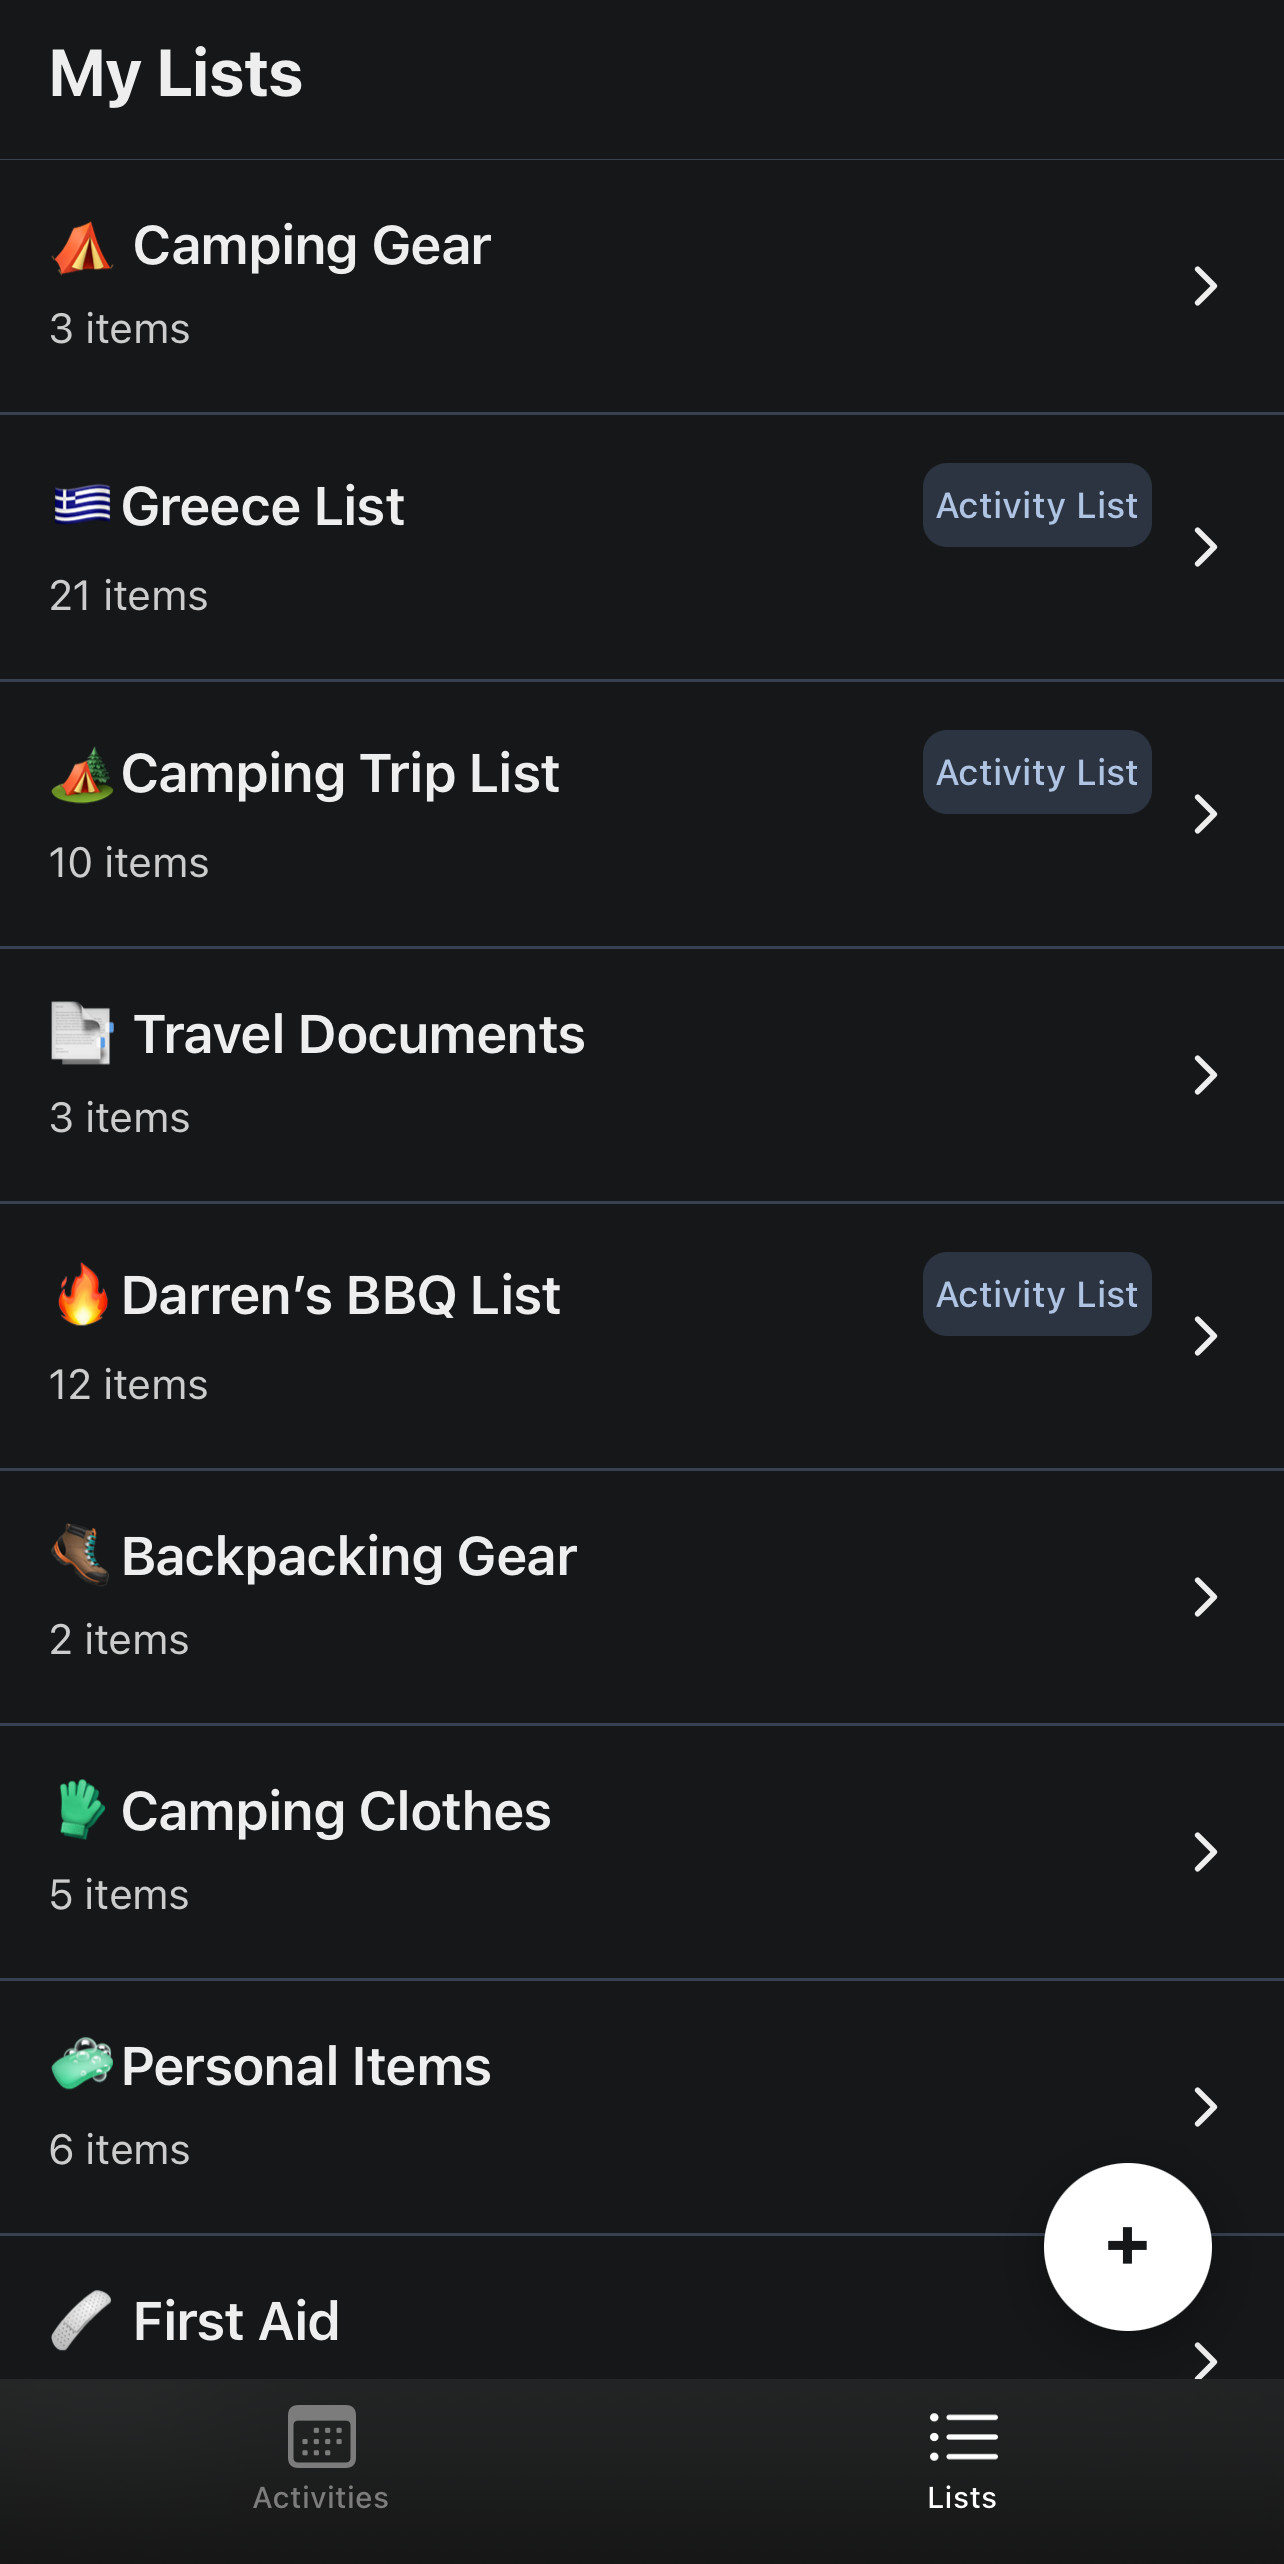 My Lists
Camping Gear
3 items
Greece List
Activity List
21 items
Camping Trip List
Activity List
10 items
Travel Documents
3 items
Darren’s BBQ List
Activity List
12 items
Backpacking Gear
2 items
Camping Clothes
5 items
Personal Items
6 items
+
First Aid
Activities
Lists